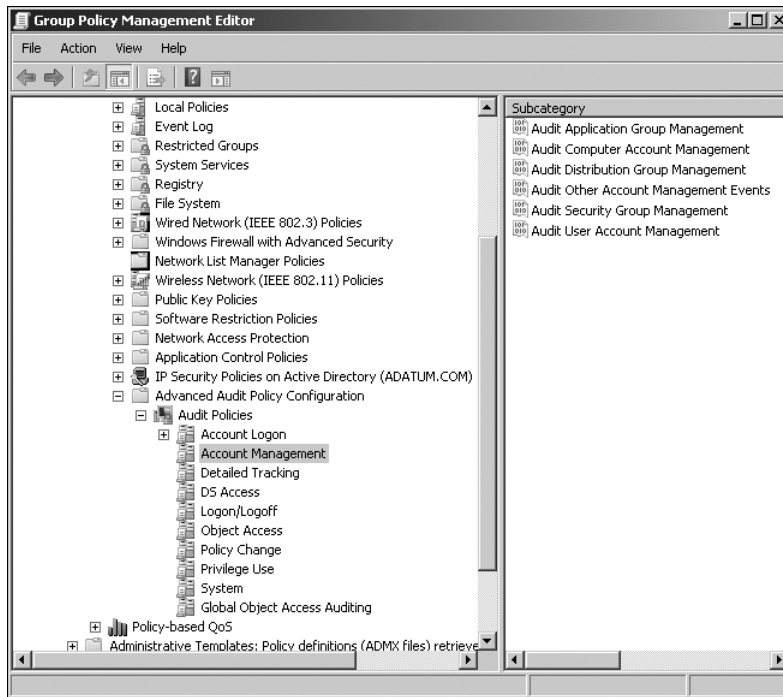 Group Policy Management Editor
File Action View Help
Local Policies
Event Log
Restricted Groups
System Services
Registry
File System
Wired Network (IEEE 802.3) Policies
Windows Firewall with Advanced Security
Network List Manager Policies
Wireless Network (IEEE 802.11) Policies
Public Key Policies
Software Restriction Policies
Network Access Protection
Application Control Policies
IP Security Policies on Active Directory (ADATUM.COM)
Advanced Audit Policy Configuration
Audit Policies
Account Logon
Account Management
Detailed Tracking
DS Access
Logon/Logoff
Object Access
Policy Change
Privilege Use
System
Global Object Access Auditing
Policy-based QoS
Administrative Templates: Policy definitions (ADMX files) retrieve
Subcategory
Audit Application Group Management
Audit Computer Account Management
Audit Distribution Group Management
Audit Other Account Management Events
Audit Security Group Management
Audit User Account Management